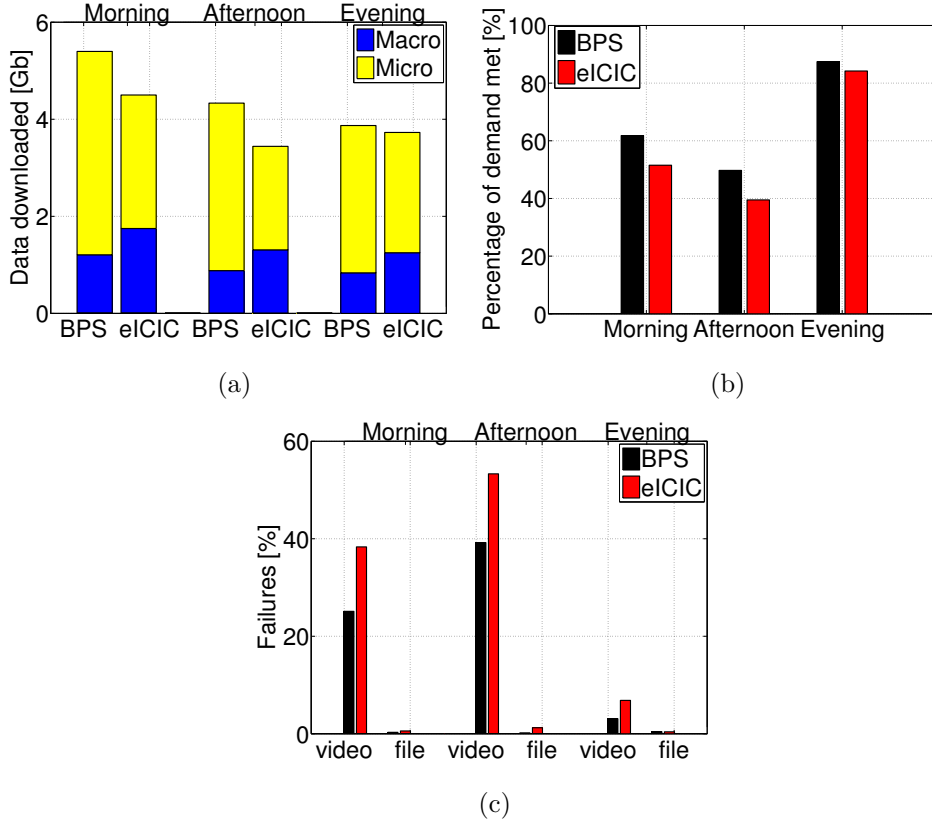 Morning Afternoon Evening
6
4
2
0
Data downloaded [Gb]
Macro
Micro
BPS eICIC BPS eICIC BPS eICIC
(a)
100
80
60
40
20
0
Percentage of demand met [%]
BPS
eICIC
Morning Afternoon Evening
(b)
Morning Afternoon Evening
60
40
20
0
Failures [%]
BPS
eICIC
video file video file video file
(c)